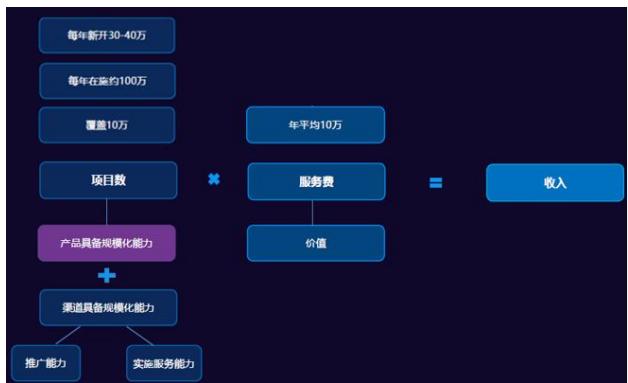 每年新开30-40万
每年在施约100万
覆盖10万
年平均10万
项目数
×
服务费
=
收入
产品具备规模化能力
价值
+
渠道具备规模化能力
推广能力
实施服务能力